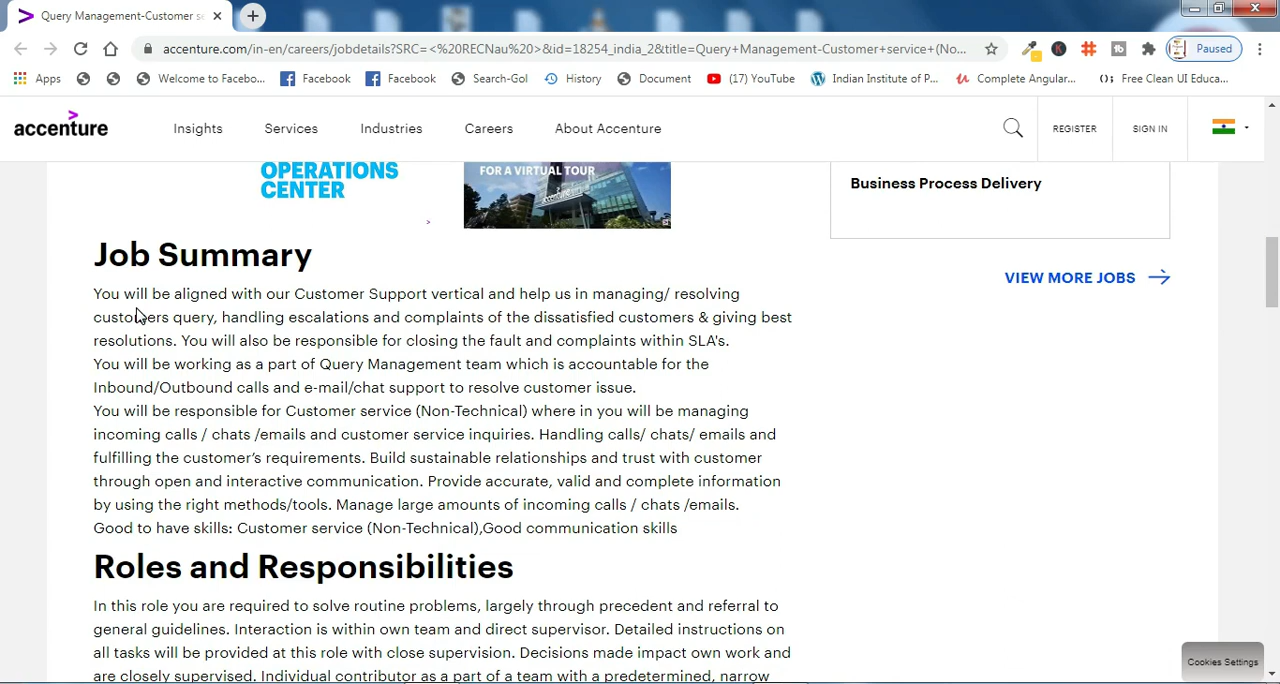 Query Management-Customer se
accenture.com/in-en/careers/jobdetails?SRC=<%20RECNau%20>&id=18254_india_2&title=Query+Management-Customer+service+(No...
Paused
Apps
Welcome to Facebo...
Facebook
Facebook
Search-Gol
History
Document
(17) YouTube
Indian Institute of P...
Complete Angular...
Free Clean UI Educa...
accenture
Insights
Services
Industries
Careers
About Accenture
REGISTER
SIGN IN
OPERATIONS
CENTER
FOR A VIRTUAL TOUR
accenture
Business Process Delivery
VIEW MORE JOBS
Job Summary
You will be aligned with our Customer Support vertical and help us in managing/ resolving
customers query, handling escalations and complaints of the dissatisfied customers & giving best
resolutions. You will also be responsible for closing the fault and complaints within SLA's.
You will be working as a part of Query Management team which is accountable for the
Inbound/Outbound calls and e-mail/chat support to resolve customer issue.
You will be responsible for Customer service (Non-Technical) where in you will be managing
incoming calls / chats /emails and customer service inquiries. Handling calls/ chats/ emails and
fulfilling the customer's requirements. Build sustainable relationships and trust with customer
through open and interactive communication. Provide accurate, valid and complete information
by using the right methods/tools. Manage large amounts of incoming calls / chats /emails.
Good to have skills: Customer service (Non-Technical),Good communication skills
Roles and Responsibilities
In this role you are required to solve routine problems, largely through precedent and referral to
general guidelines. Interaction is within own team and direct supervisor. Detailed instructions on
all tasks will be provided at this role with close supervision. Decisions made impact own work and
are closely supervised. Individual contributor as a part of a team with a predetermined, narrow
Cookies Settings